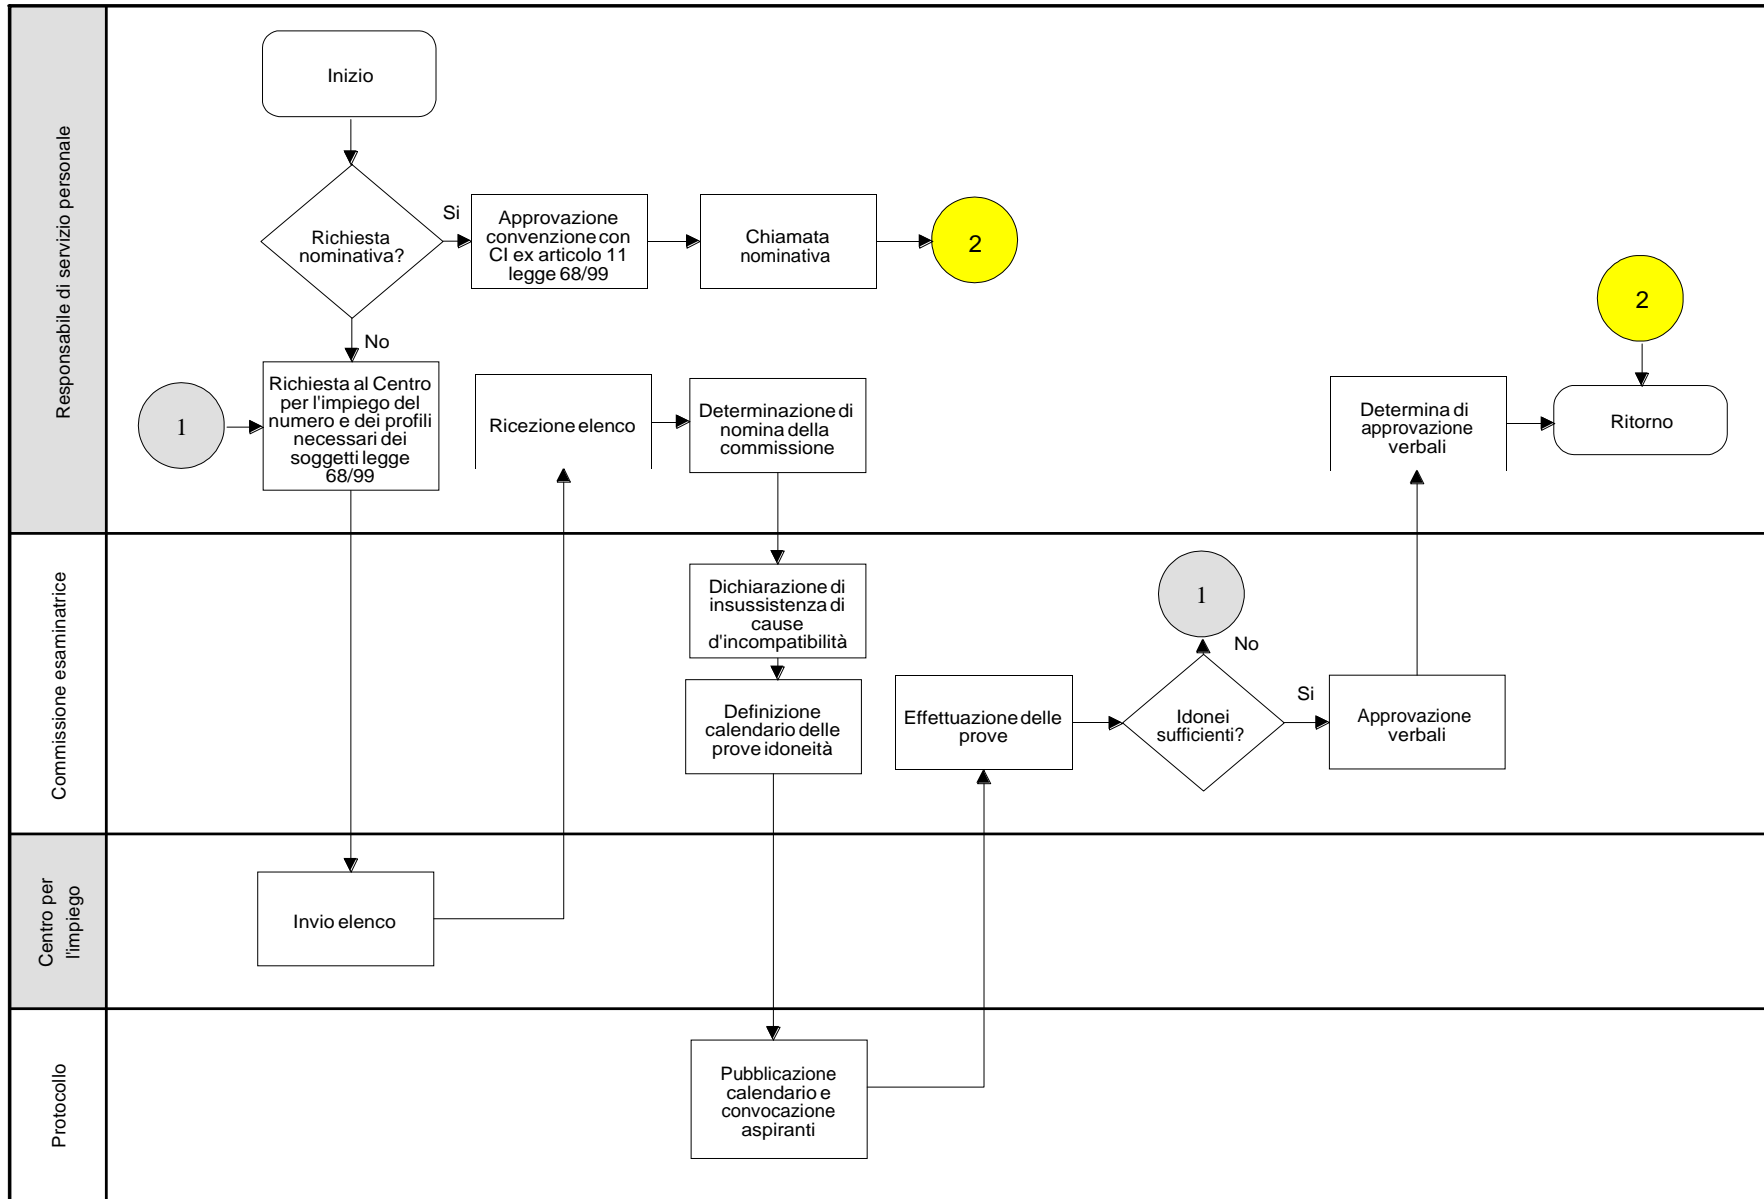 Responsabile di servizio personale
Inizio
Richiesta
nominativa?
Si
Approvazione
convenzione con
CI ex articolo 11
legge 68/99
Chiamata
nominativa
2
No
1
Richiesta al Centro
per l'impiego del
numero e dei profili
necessari dei
soggetti legge
68/99
Ricezione elenco
Determinazione di
nomina della
commissione
Determina di
approvazione
verbali
2
Ritorno
Commissione esaminatrice
Dichiarazione di
insussistenza di
cause
d'incompatibilità
Definizione
calendario delle
prove idoneità
Effettuazione delle
prove
1
No
Idonei
sufficienti?
Si
Approvazione
verbali
Centro per
l'impiego
Invio elenco
Protocollo
Pubblicazione
calendario e
convocazione
aspiranti